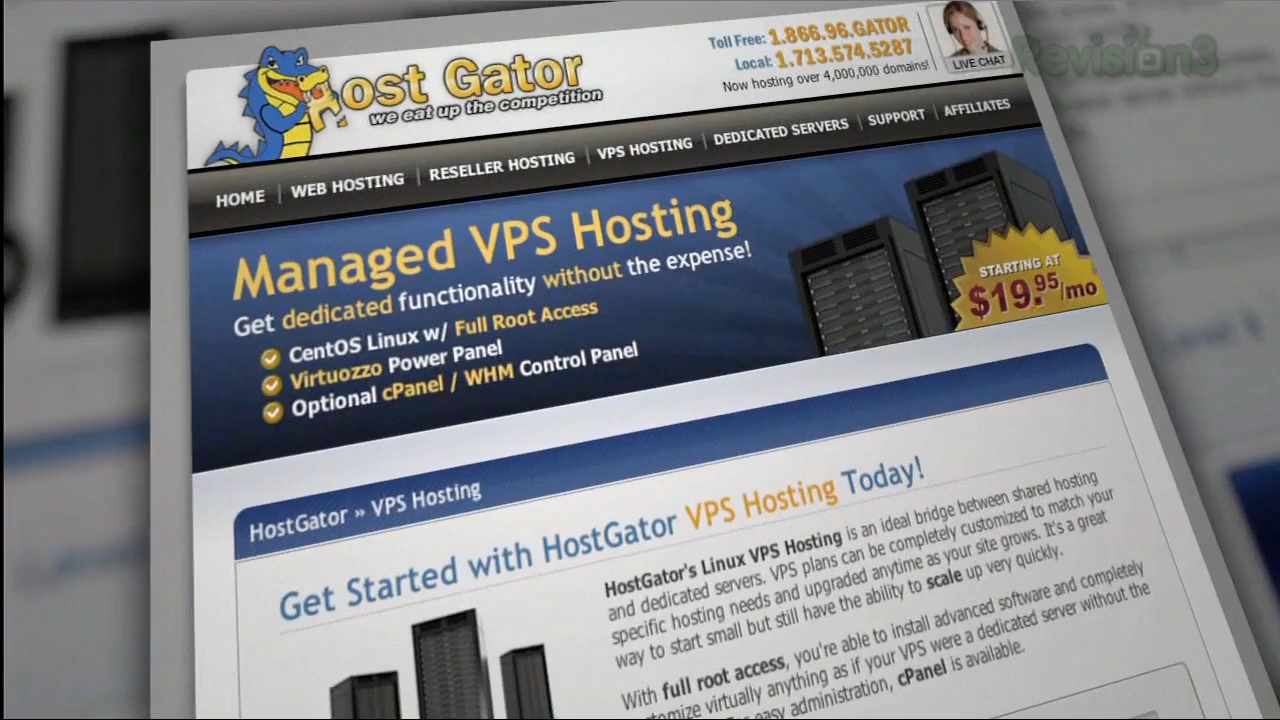 Revision3
Host Gator
we eat up the competition
Toll Free: 1.866.96.GATOR
Local: 1.713.574.5287
Now hosting over 4,000,000 domains!
LIVE CHAT
HOME | WEB HOSTING | RESELLER HOSTING | VPS HOSTING | DEDICATED SERVERS | SUPPORT | AFFILIATES
Managed VPS Hosting
Get dedicated functionality without the expense!
CentOS Linux w/ Full Root Access
Virtuozzo Power Panel
Optional cPanel / WHM Control Panel
STARTING AT
$19.95/mo
HostGator » VPS Hosting
Get Started with HostGator VPS Hosting Today!
HostGator's Linux VPS Hosting is an ideal bridge between shared hosting
and dedicated servers. VPS plans can be completely customized to match your
specific hosting needs and upgraded anytime as your site grows. It's a great
way to start small but still have the ability to scale up very quickly.
With full root access, you're able to install advanced software and completely
customize virtually anything as if your VPS were a dedicated server without the
easy administration, cPanel is available.